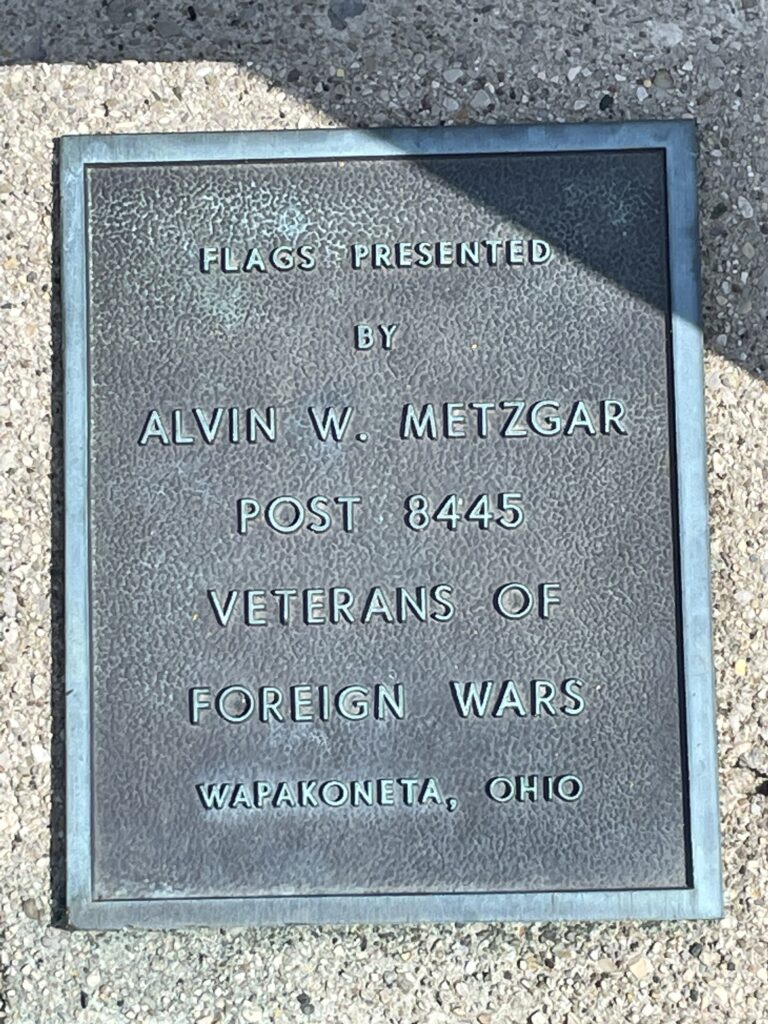 FLAGS PRESENTED
BY
ALVIN W. METZGAR
POST 8445
VETERANS OF
FOREIGN WARS
WAPAKONETA, OHIO